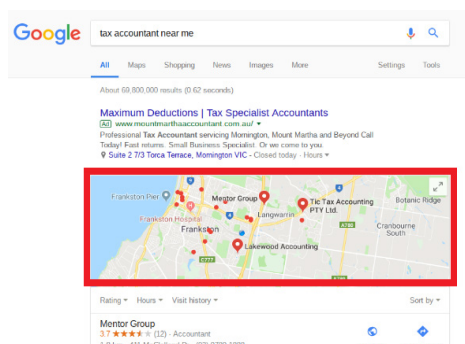 Google
tax accountant near me
All Maps Shopping News Images More Settings Tools
About 69,800,000 results (0.62 seconds)
Maximum Deductions | Tax Specialist Accountants
Ad www.mountmarthaaccountant.com.au/
Professional Tax Accountant servicing Mornington, Mount Martha and Beyond Call
Today! Fast returns. Small Business Specialist. Or we come to you.
Suite 2 7/3 Torca Terrace, Mornington VIC - Closed today - Hours
Frankston Pier
Mentor Group
Tic Tax Accounting
PTY Ltd.
Botanic Ridge
Frankston Hospital
Langwarrin
Frankston
A780
Cranbourne
South
Lakewood Accounting
C777
Rating Hours Visit history Sort by
Mentor Group
3.7 (12) - Accountant